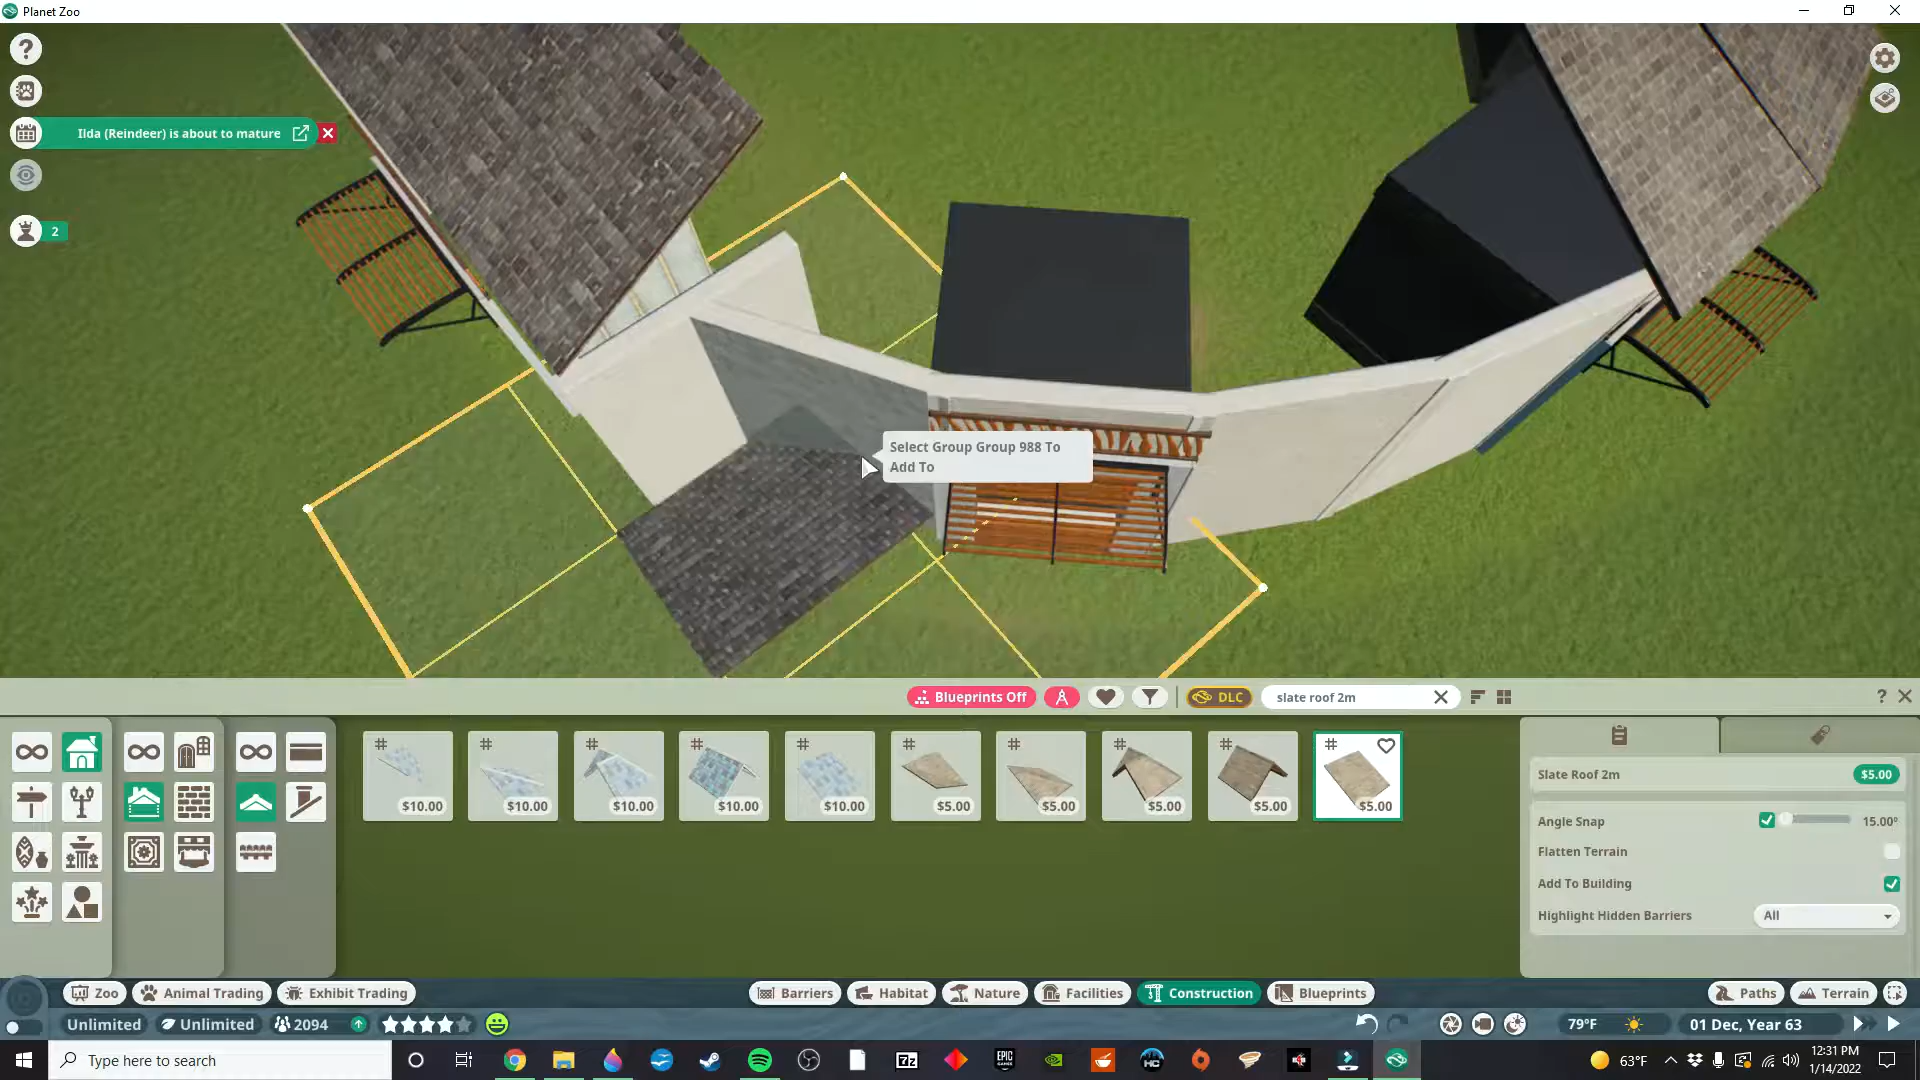 Planet Zoo
Ilda (Reindeer) is about to mature
2
Select Group Group 988 To
Add To
Blueprints Off
DLC
slate roof 2m
$10.00
$10.00
$10.00
$10.00
$10.00
$5.00
$5.00
$5.00
$5.00
$5.00
Slate Roof 2m
$5.00
Angle Snap
15.00°
Flatten Terrain
Add To Building
Highlight Hidden Barriers
All
Zoo
Animal Trading
Exhibit Trading
Barriers
Habitat
Nature
Facilities
Construction
Blueprints
Paths
Terrain
Unlimited
Unlimited
2094
79°F
01 Dec, Year 63
Type here to search
63°F
12:31 PM
1/14/2022